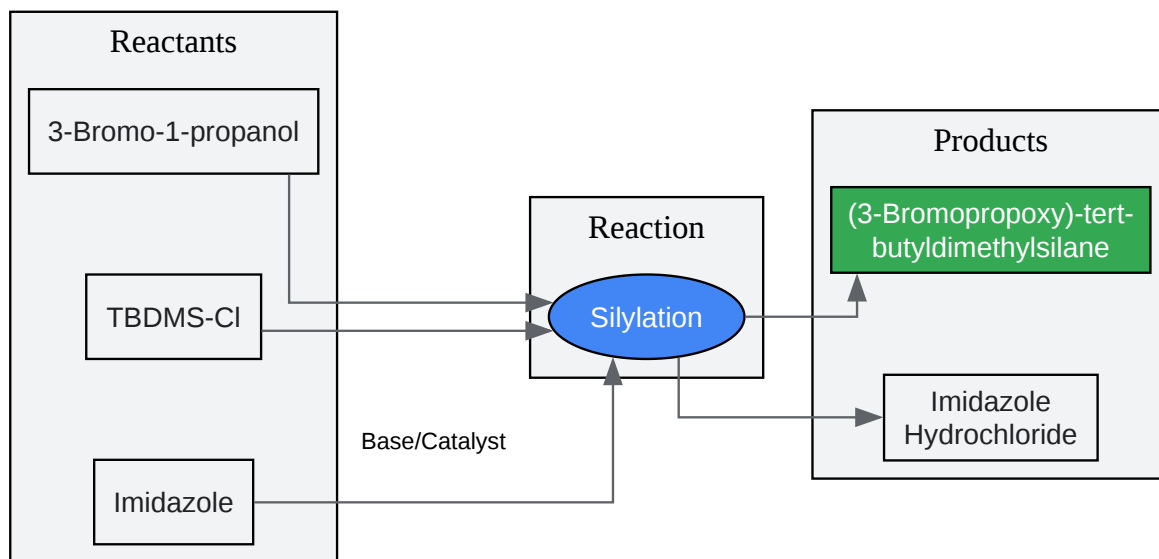 Reactants
3-Bromo-1-propanol
TBDMS-Cl
Imidazole
Base/Catalyst
Reaction
Silylation
Products
(3-Bromopropoxy)-tert-
butyldimethylsilane
Imidazole
Hydrochloride